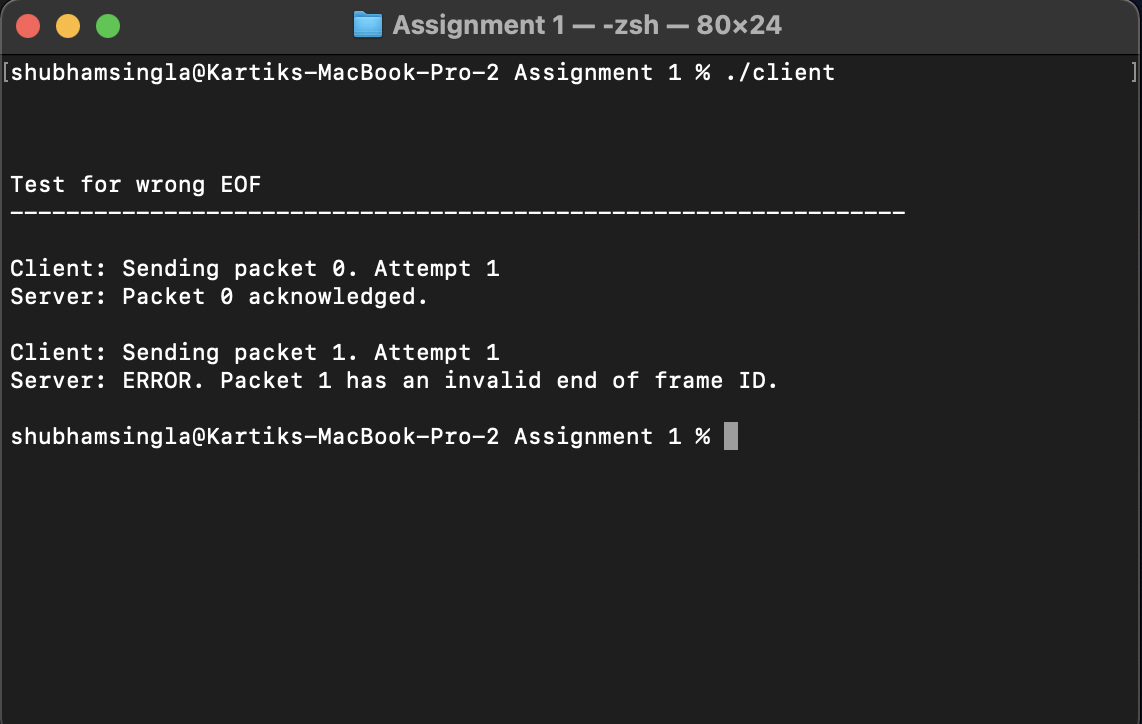 Assignment 1 — -zsh — 80×24
[shubhamsingla@Kartiks-MacBook-Pro-2 Assignment 1 % ./client ]
Test for wrong EOF
----------------------------------------------------------------
Client: Sending packet 0. Attempt 1
Server: Packet 0 acknowledged.
Client: Sending packet 1. Attempt 1
Server: ERROR. Packet 1 has an invalid end of frame ID.
shubhamsingla@Kartiks-MacBook-Pro-2 Assignment 1 %